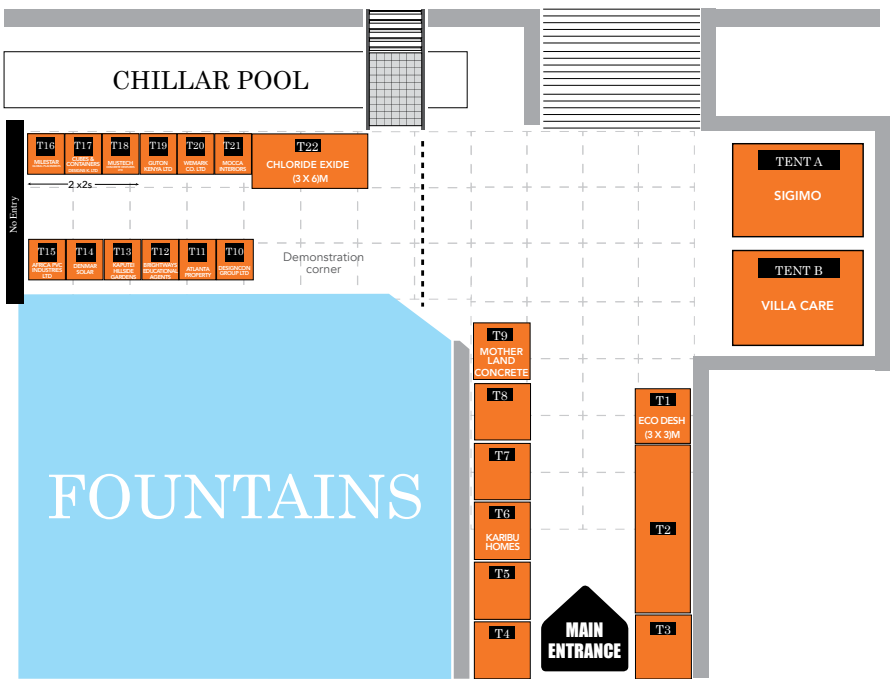 CHILLAR POOL
T16
MILESTAR
T17
CUBES &
CONTAINERS
T18
MUSTECH
T19
GUTON
KENYA LTD
T20
WEMARK
CO. LTD
T21
MOCCA
INTERIORS
T22
CHLORIDE EXIDE
(3 X 6)M
2 x2s
No Entry
TENT A
SIGIMO
TENT B
VILLA CARE
T15
AFRICA PVC
INDUSTRIES
LTD
T14
DENMAR
SOLAR
T13
KAPUTEI
HILLSIDE
GARDENS
T12
BRIGHTWAYS
EDUCATIONAL
AGENTS
T11
ATLANTA
PROPERTY
T10
DESIGNCON
GROUP LTD
Demonstration
corner
FOUNTAINS
T9
MOTHER
LAND
CONCRETE
T8
T7
T6
KARIBU
HOMES
T5
T4
T1
ECO DESH
(3 X 3)M
T2
T3
MAIN
ENTRANCE